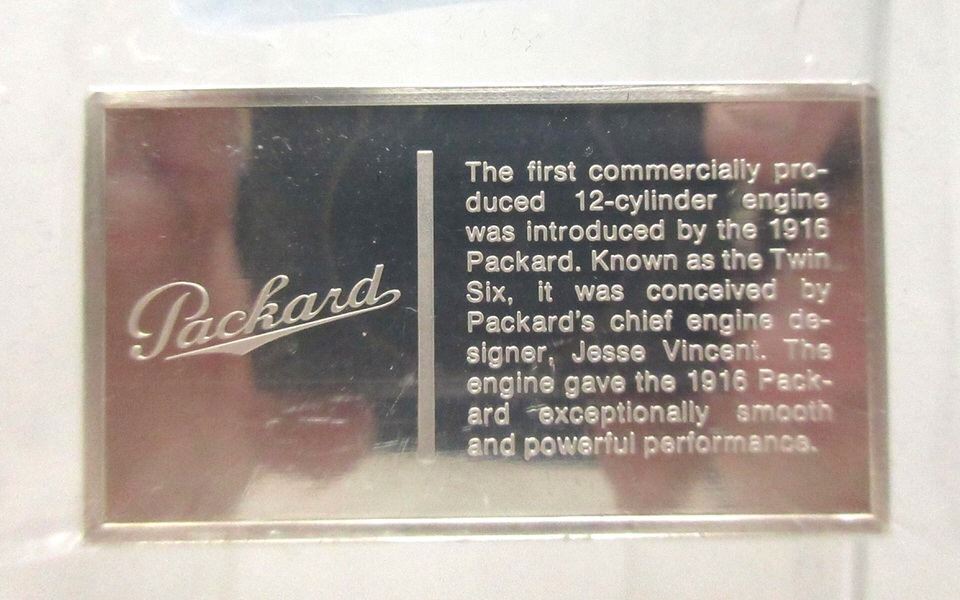 Packard
The first commercially pro-
duced 12-cylinder engine
was introduced by the 1916
Packard. Known as the Twin
Six, it was conceived by
Packard's chief engine de-
signer, Jesse Vincent. The
engine gave the 1916 Pack-
ard exceptionally smooth
and powerful performance.